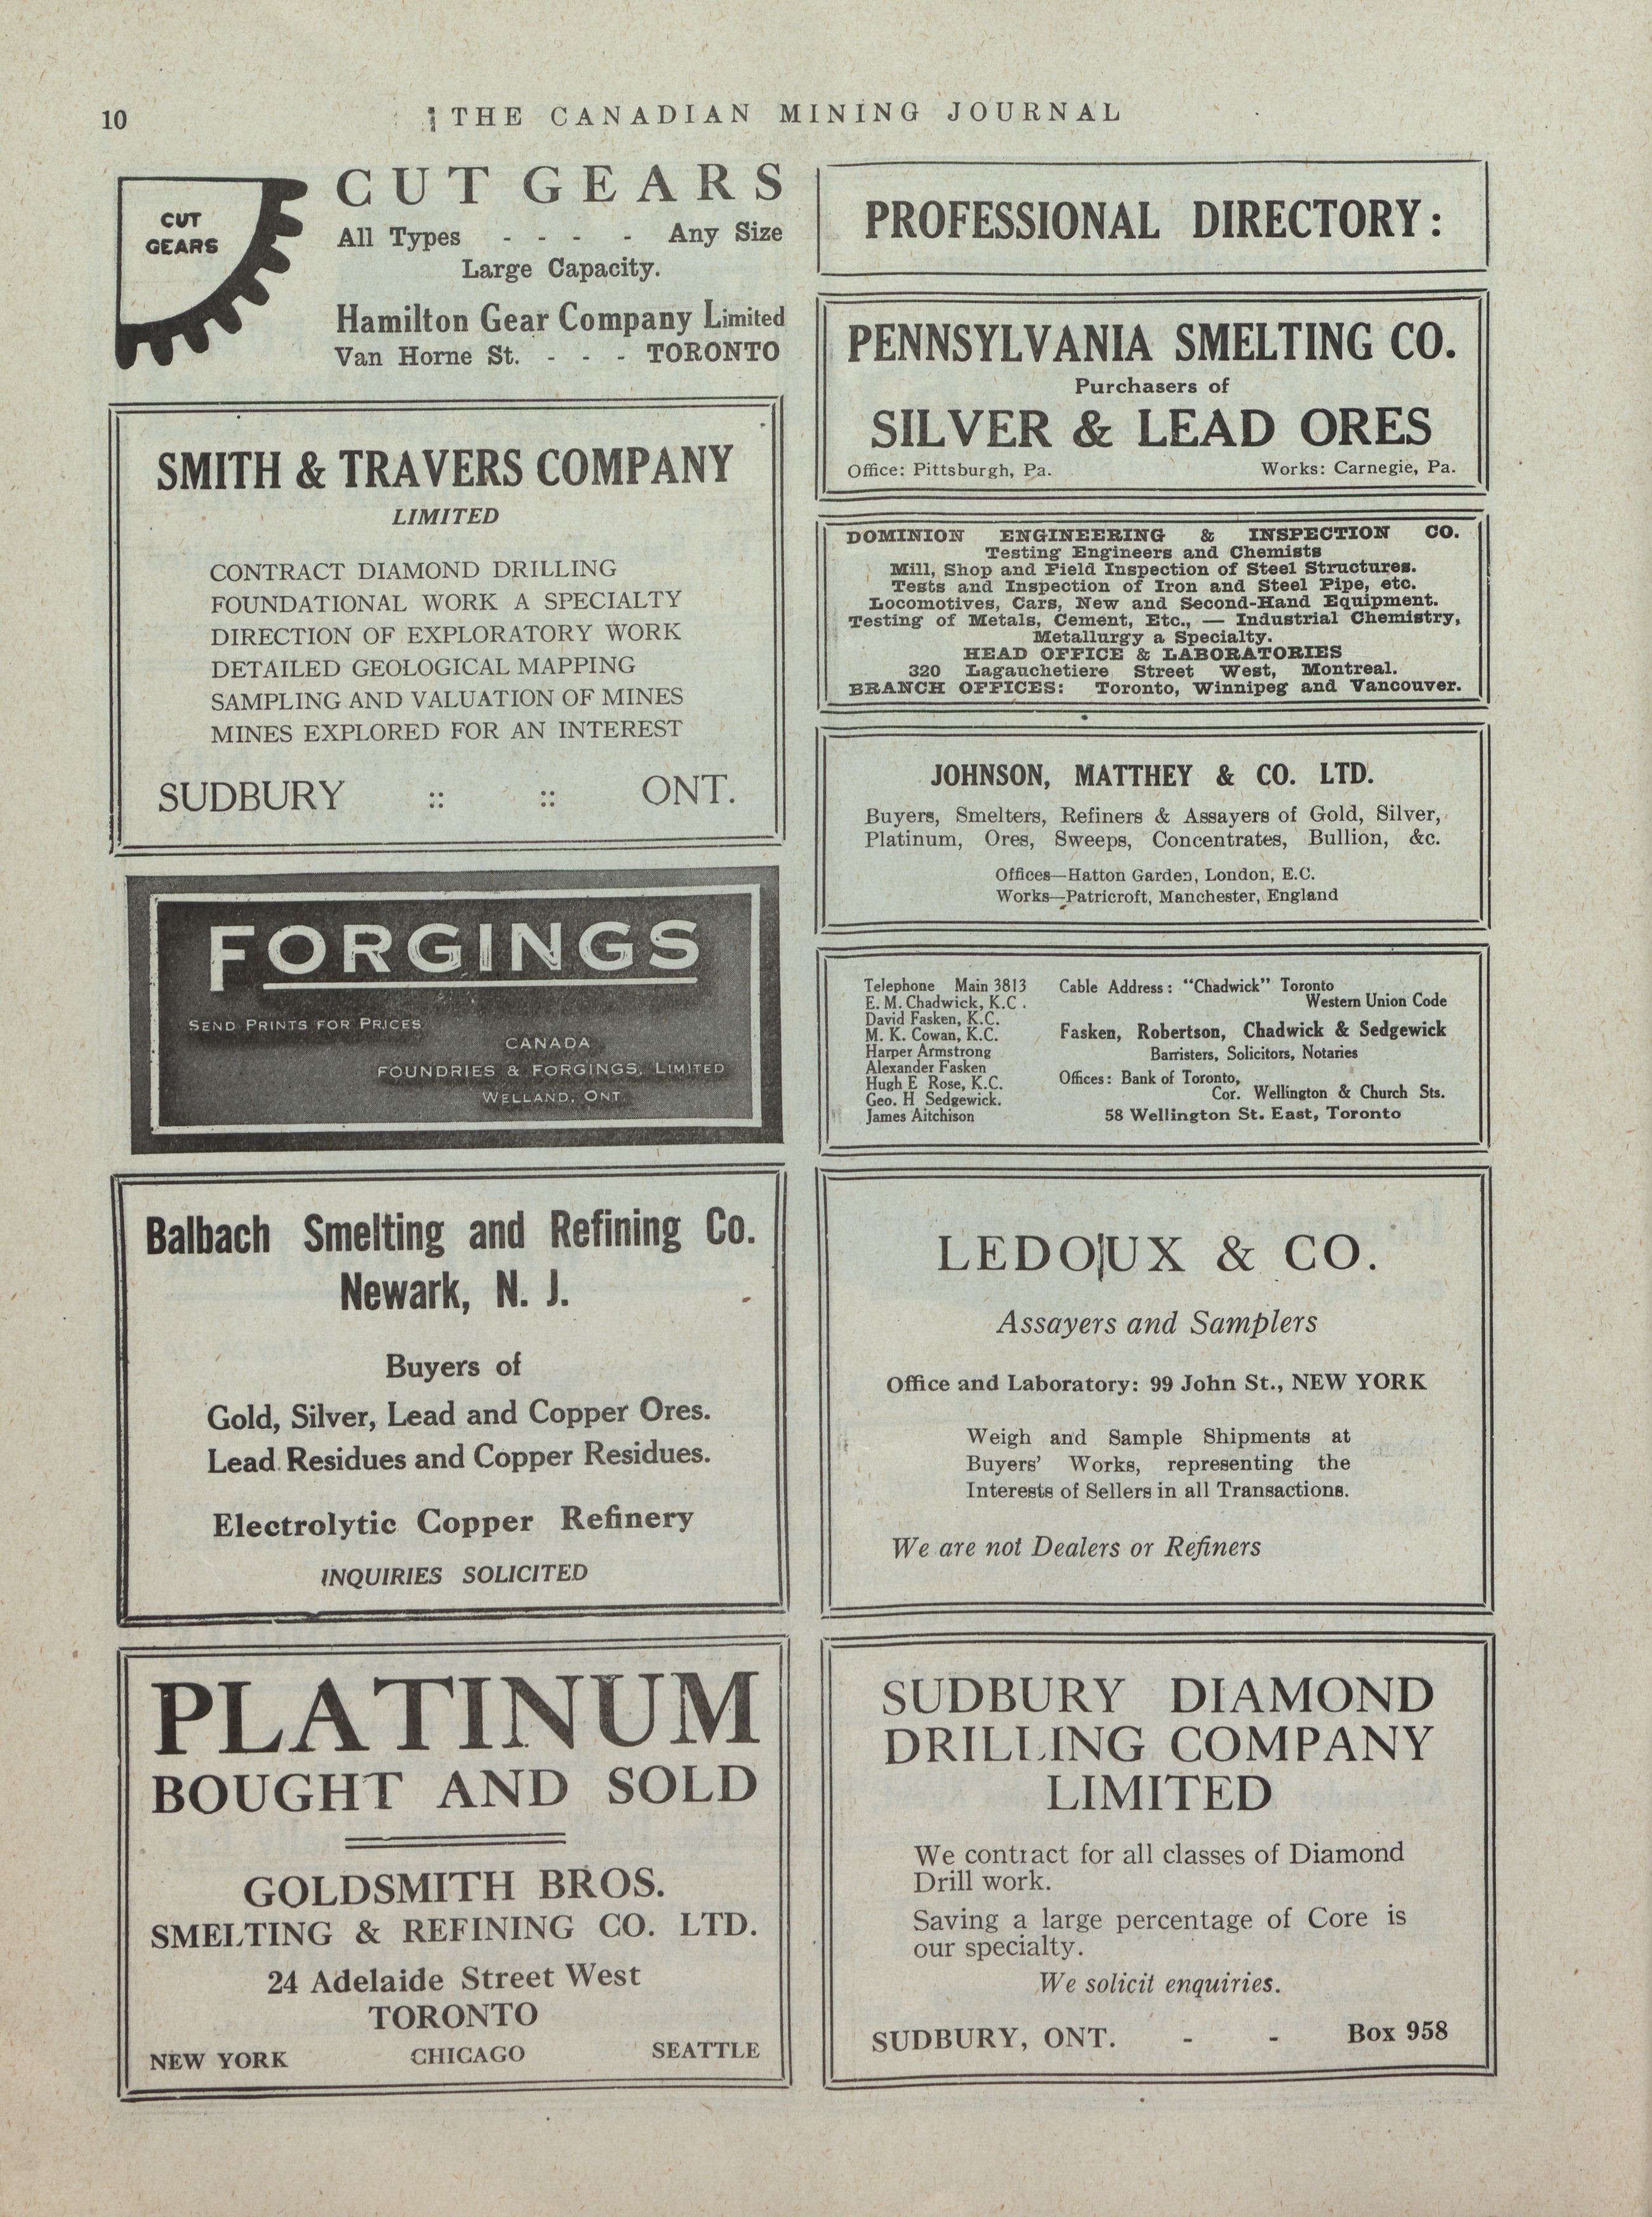 10
THE CANADIAN MINING JOURNAL
CUT
GEARS
CUT GEARS
All Types - - - - Any Size
Large Capacity.
Hamilton Gear Company Limited
Van Horne St. - - - TORONTO
SMITH & TRAVERS COMPANY
LIMITED
CONTRACT DIAMOND DRILLING
FOUNDATIONAL WORK A SPECIALTY
DIRECTION OF EXPLORATORY WORK
DETAILED GEOLOGICAL MAPPING
SAMPLING AND VALUATION OF MINES
MINES EXPLORED FOR AN INTEREST
SUDBURY :: :: ONT.
FORGINGS
SEND PRINTS FOR PRICES
CANADA
FOUNDRIES & FORGINGS, LIMITED
WELLAND, ONT.
Balbach Smelting and Refining Co.
Newark, N. J.
Buyers of
Gold, Silver, Lead and Copper Ores.
Lead Residues and Copper Residues.
Electrolytic Copper Refinery
INQUIRIES SOLICITED
PLATINUM
BOUGHT AND SOLD
GOLDSMITH BROS.
SMELTING & REFINING CO. LTD.
24 Adelaide Street West
TORONTO
NEW YORK CHICAGO SEATTLE
PROFESSIONAL DIRECTORY:
PENNSYLVANIA SMELTING CO.
Purchasers of
SILVER & LEAD ORES
Office: Pittsburgh, Pa. Works: Carnegie, Pa.
DOMINION ENGINEERING & INSPECTION CO.
Testing Engineers and Chemists
Mill, Shop and Field Inspection of Steel Structures.
Tests and Inspection of Iron and Steel Pipe, etc.
Locomotives, Cars, New and Second-Hand Equipment.
Testing of Metals, Cement, Etc., — Industrial Chemistry,
Metallurgy a Specialty.
HEAD OFFICE & LABORATORIES
320 Lagauchetiere Street West, Montreal.
BRANCH OFFICES: Toronto, Winnipeg and Vancouver.
JOHNSON, MATTHEY & CO. LTD.
Buyers, Smelters, Refiners & Assayers of Gold, Silver,
Platinum, Ores, Sweeps, Concentrates, Bullion, &c.
Offices—Hatton Garden, London, E.C.
Works—Patricroft, Manchester, England
Telephone Main 3813
E. M. Chadwick, K.C.
David Fasken, K.C.
M. K. Cowan, K.C.
Harper Armstrong
Alexander Fasken
Hugh E Rose, K.C.
Geo. H Sedgewick.
James Aitchison
Cable Address: "Chadwick" Toronto
Western Union Code
Fasken, Robertson, Chadwick & Sedgewick
Barristers, Solicitors, Notaries
Offices: Bank of Toronto,
Cor. Wellington & Church Sts.
58 Wellington St. East, Toronto
LEDOUX & CO.
Assayers and Samplers
Office and Laboratory: 99 John St., NEW YORK
Weigh and Sample Shipments at
Buyers' Works, representing the
Interests of Sellers in all Transactions.
We are not Dealers or Refiners
SUDBURY DIAMOND
DRILLING COMPANY
LIMITED
We contract for all classes of Diamond
Drill work.
Saving a large percentage of Core is
our specialty.
We solicit enquiries.
SUDBURY, ONT. - - Box 958